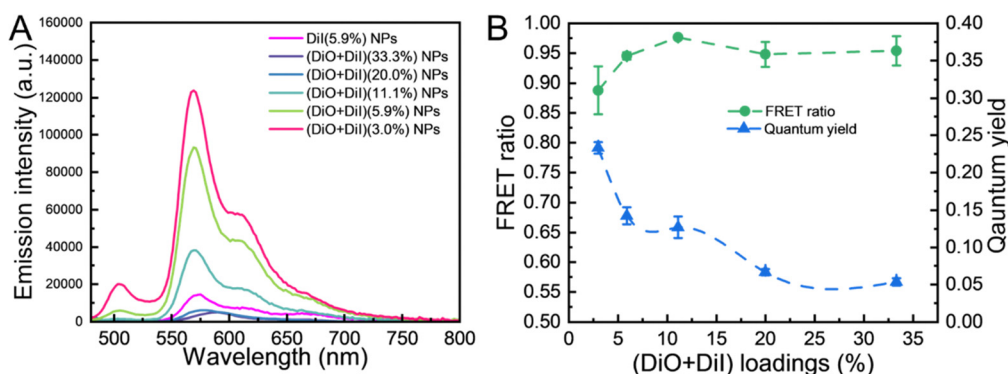 A
Emission intensity (a.u.)
160000
140000
120000
100000
80000
60000
40000
20000
0
DiI(5.9%) NPs
(DiO+DiI)(33.3%) NPs
(DiO+DiI)(20.0%) NPs
(DiO+DiI)(11.1%) NPs
(DiO+DiI)(5.9%) NPs
(DiO+DiI)(3.0%) NPs
500 550 600 650 700 750 800
Wavelength (nm)
B
FRET ratio
1.00
0.95
0.90
0.85
0.80
0.75
0.70
0.65
0.60
0.55
0.50
FRET ratio
Quantum yield
0.40
0.35
0.30
0.25
0.20
0.15
0.10
0.05
0.00
Qauntum yield
0 5 10 15 20 25 30 35
(DiO+DiI) loadings (%)